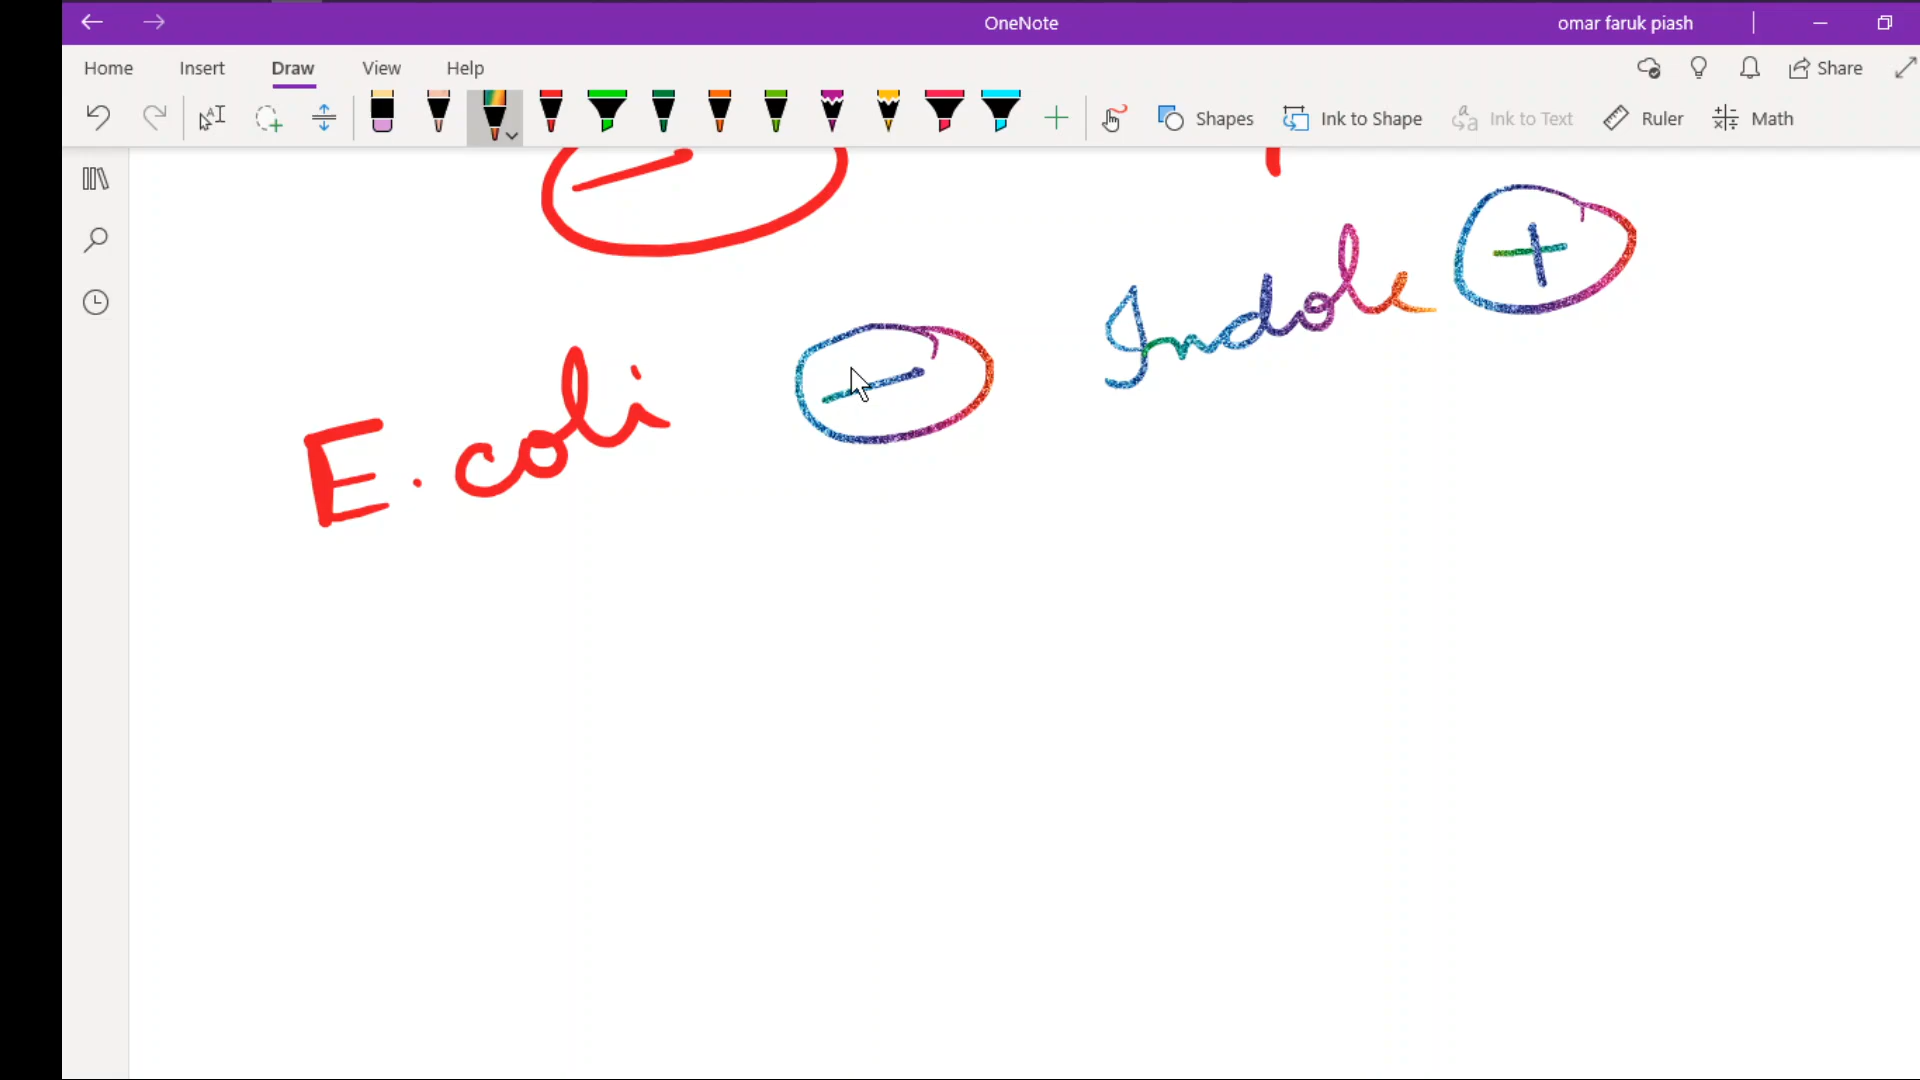 OneNote
omar faruk piash
Home Insert Draw View Help
Share
Shapes Ink to Shape Ink to Text Ruler Math
Indole +
E.coli −